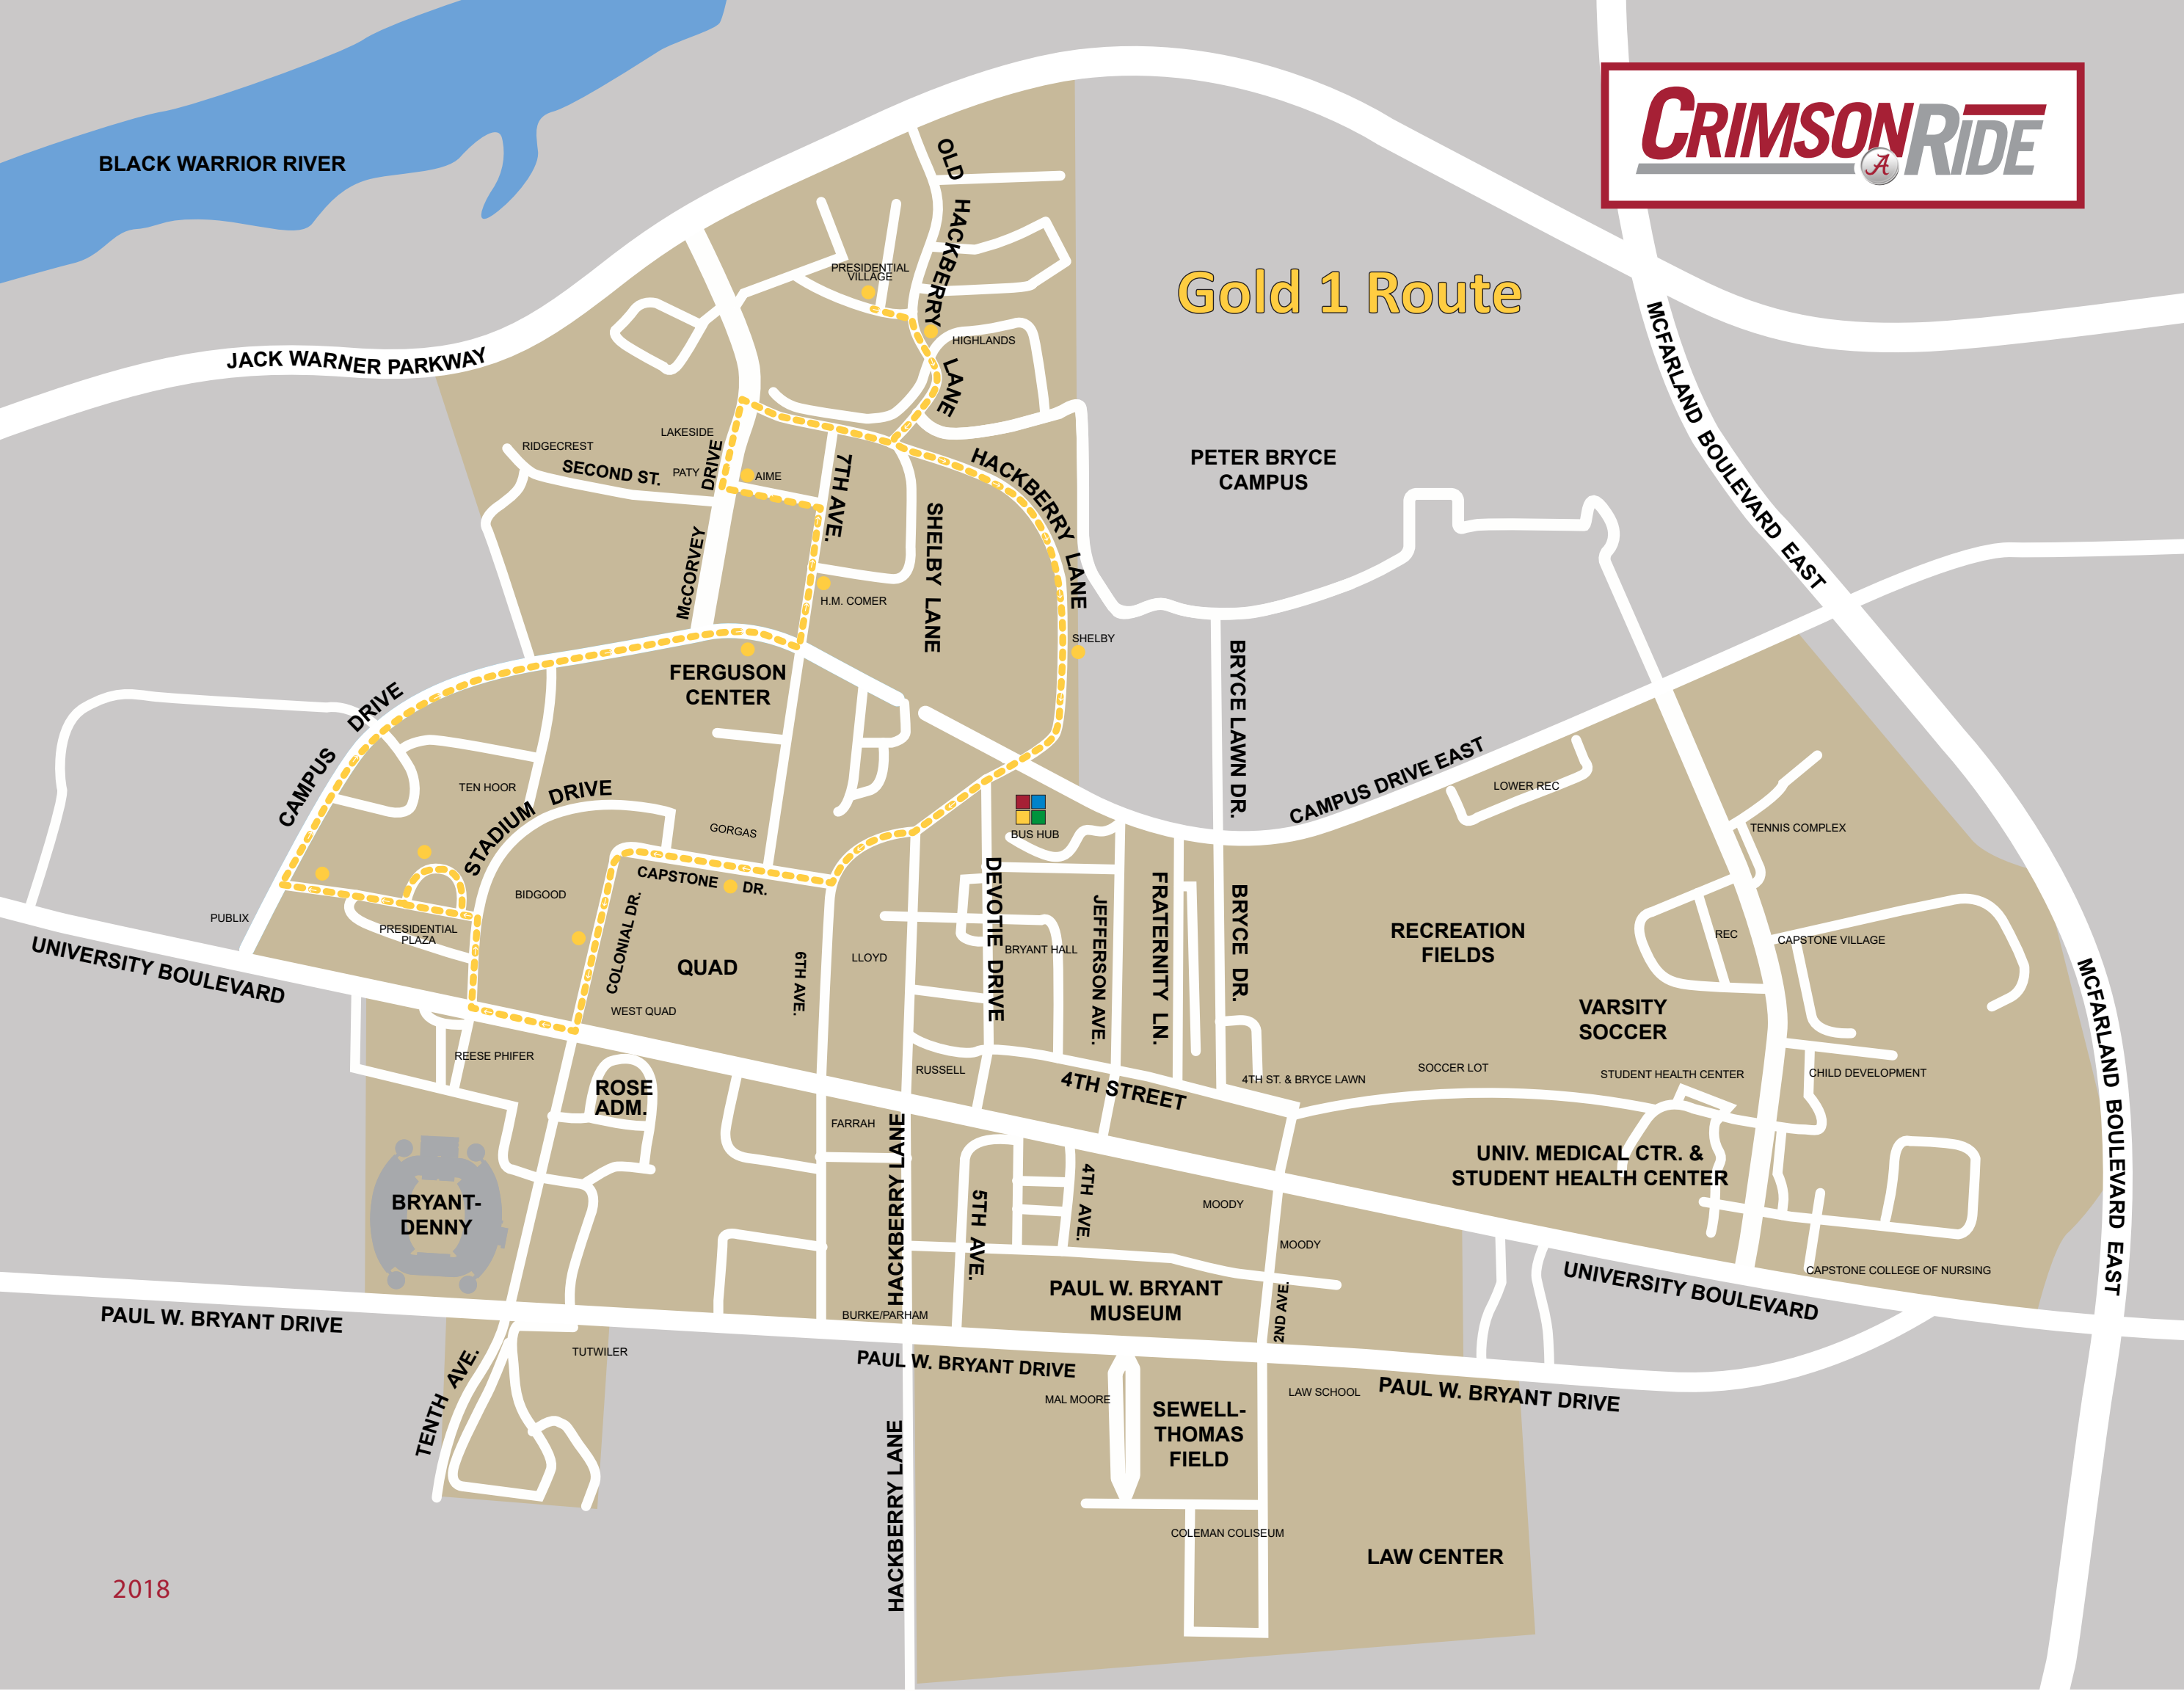 CRIMSONRIDE
A
BLACK WARRIOR RIVER
OLD HACKBERRY LANE
PRESIDENTIAL
VILLAGE
Gold 1 Route
HIGHLANDS
JACK WARNER PARKWAY
MCFARLAND BOULEVARD EAST
LAKESIDE
RIDGECREST
SECOND ST.
PATY
McCORVEY DRIVE
AIME
7TH AVE.
HACKBERRY LANE
PETER BRYCE
CAMPUS
SHELBY LANE
H.M. COMER
SHELBY
FERGUSON
CENTER
BRYCE LAWN DR.
CAMPUS DRIVE
CAMPUS DRIVE EAST
TEN HOOR
STADIUM DRIVE
GORGAS
BUS HUB
LOWER REC
TENNIS COMPLEX
CAPSTONE DR.
BIDGOOD
COLONIAL DR.
PUBLIX
PRESIDENTIAL
PLAZA
UNIVERSITY BOULEVARD
QUAD
6TH AVE.
LLOYD
DEVOTIE DRIVE
BRYANT HALL
JEFFERSON AVE.
FRATERNITY LN.
BRYCE DR.
RECREATION
FIELDS
REC
CAPSTONE VILLAGE
MCFARLAND BOULEVARD EAST
WEST QUAD
VARSITY
SOCCER
REESE PHIFER
RUSSELL
4TH STREET
4TH ST. & BRYCE LAWN
SOCCER LOT
STUDENT HEALTH CENTER
CHILD DEVELOPMENT
ROSE
ADM.
FARRAH
HACKBERRY LANE
UNIV. MEDICAL CTR. &
STUDENT HEALTH CENTER
BRYANT-
DENNY
5TH AVE.
4TH AVE.
MOODY
MOODY
PAUL W. BRYANT
MUSEUM
2ND AVE.
CAPSTONE COLLEGE OF NURSING
UNIVERSITY BOULEVARD
PAUL W. BRYANT DRIVE
BURKE/PARHAM
TUTWILER
TENTH AVE.
PAUL W. BRYANT DRIVE
MAL MOORE
SEWELL-
THOMAS
FIELD
LAW SCHOOL
PAUL W. BRYANT DRIVE
HACKBERRY LANE
COLEMAN COLISEUM
LAW CENTER
2018